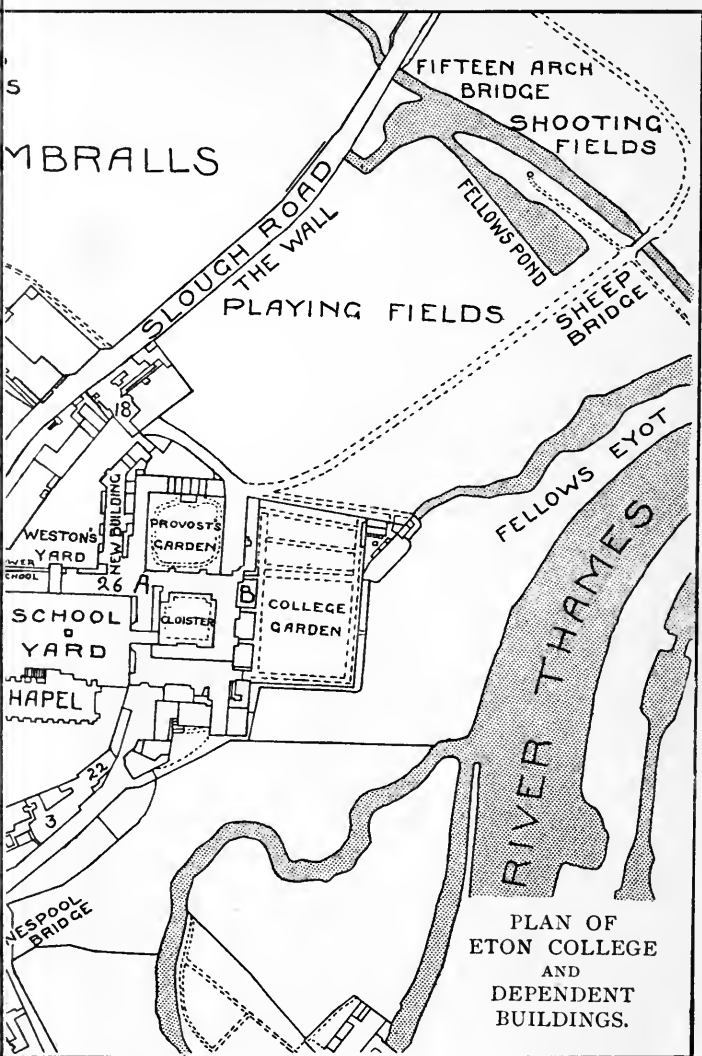 S
MBRALLS
FIFTEEN ARCH
BRIDGE
SHOOTING
FIELDS
SLOUGH ROAD
THE WALL
FELLOWS POND
PLAYING FIELDS
SHEEP
BRIDGE
18
FELLOWS EYOT
NEW BUILDING
WESTON'S
YARD
PROVOST'S
GARDEN
OWER
SCHOOL
26
A
B
SCHOOL
YARD
CLOISTER
COLLEGE
GARDEN
HAPEL
RIVER THAMES
22
3
NESPOOL
BRIDGE
PLAN OF
ETON COLLEGE
AND
DEPENDENT
BUILDINGS.